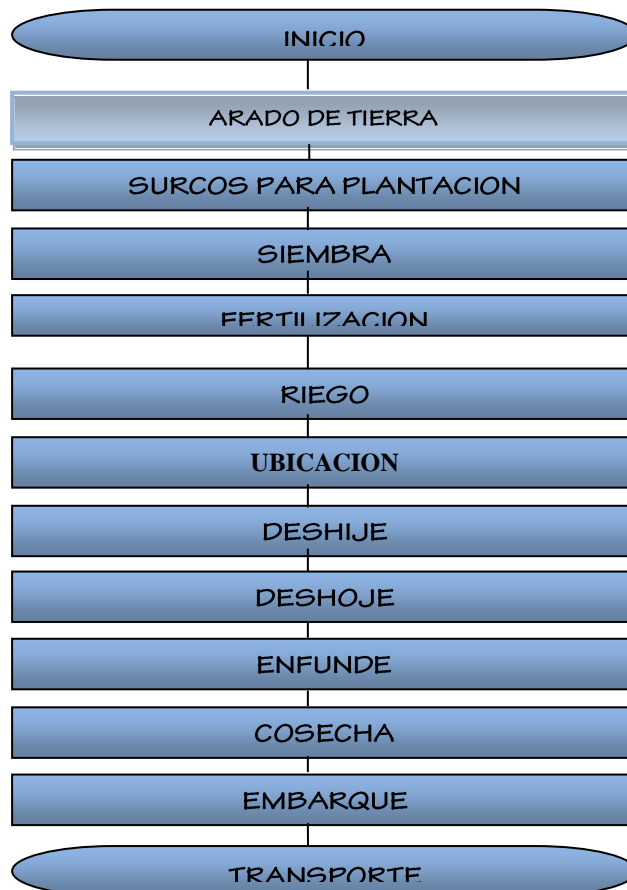 INICIO
ARADO DE TIERRA
SURCOS PARA PLANTACION
SIEMBRA
FERTILIZACION
RIEGO
UBICACION
DESHIJE
DESHOJE
ENFUNDE
COSECHA
EMBARQUE
TRANSPORTE